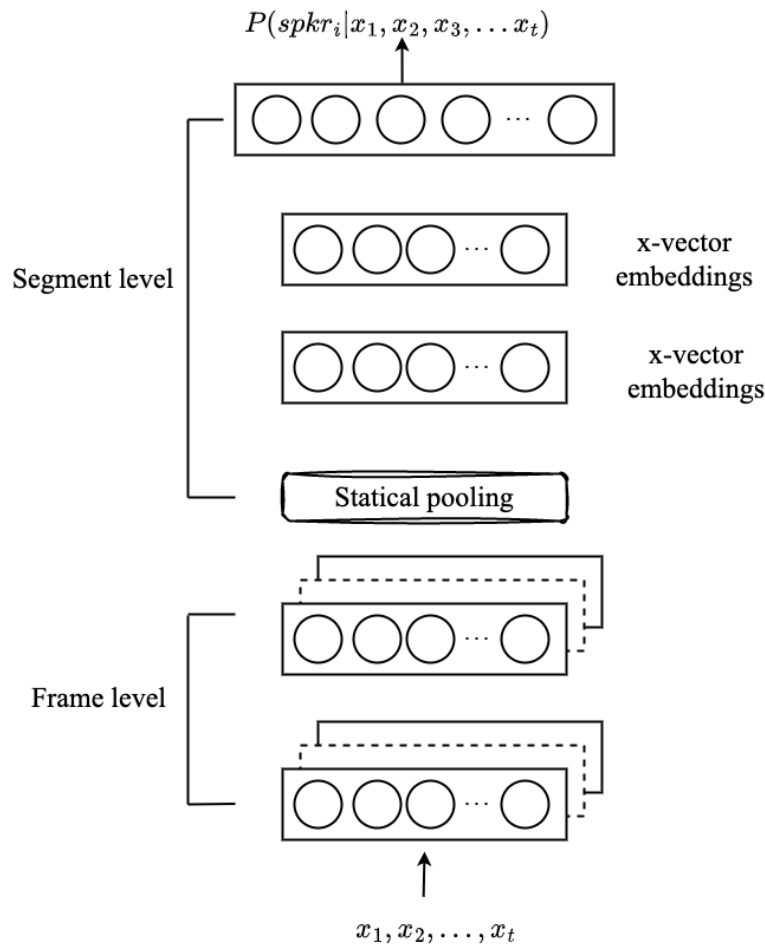 P(spkr_i|x_1, x_2, x_3, ... x_t)
...
x-vector
embeddings
...
Segment level
x-vector
embeddings
...
Statical pooling
...
Frame level
...
x_1, x_2, ..., x_t